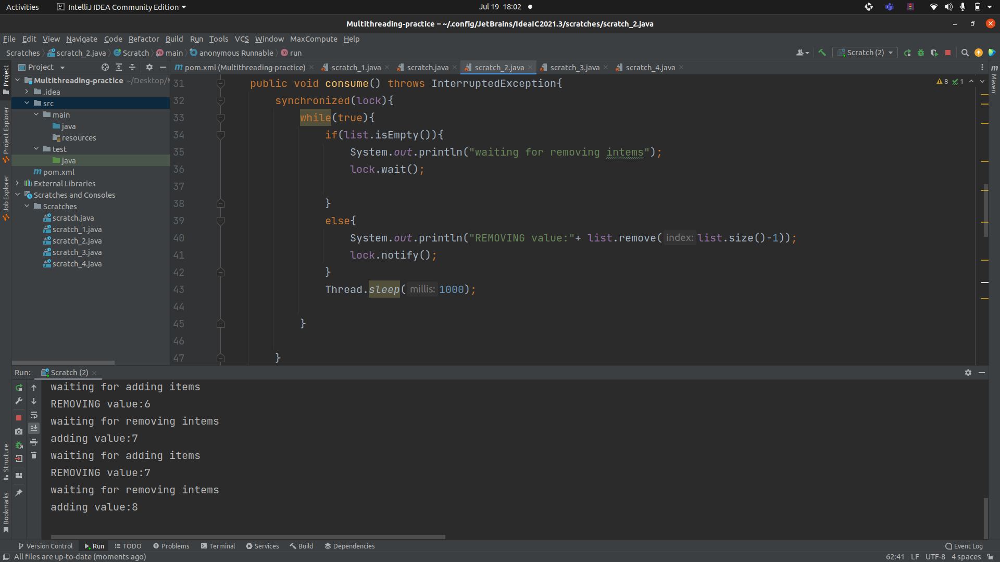 Activities
IntelliJ IDEA Community Edition
Jul 19 18:02
Multithreading-practice – ~/.config/JetBrains/IdeaIC2021.3/scratches/scratch_2.java
File Edit View Navigate Code Refactor Build Run Tools VCS Window MaxCompute Help
Scratches scratch_2.java Scratch main anonymous Runnable run
Scratch (2)
Project
pom.xml (Multithreading-practice) scratch_1.java scratch.java scratch_2.java scratch_3.java scratch_4.java
Multithreading-practice ~/Desktop/
.idea
src
main
java
resources
test
java
pom.xml
External Libraries
Scratches and Consoles
Scratches
scratch.java
scratch_1.java
scratch_2.java
scratch_3.java
scratch_4.java
Project
Project Explorer
Job Explorer
Structure
Bookmarks
Maven
8 1
31 public void consume() throws InterruptedException{
32 synchronized(lock){
33 while(true){
34 if(list.isEmpty()){
35 System.out.println("waiting for removing intems");
36 lock.wait();
37
38 }
39 else{
40 System.out.println("REMOVING value:"+ list.remove( index: list.size()-1));
41 lock.notify();
42 }
43 Thread.sleep( millis: 1000);
44
45 }
46
47 }
Run: Scratch (2)
waiting for adding items
REMOVING value:6
waiting for removing intems
adding value:7
waiting for adding items
REMOVING value:7
waiting for removing intems
adding value:8
Version Control Run TODO Problems Terminal Services Build Dependencies Event Log
All files are up-to-date (moments ago)
62:41 LF UTF-8 4 spaces